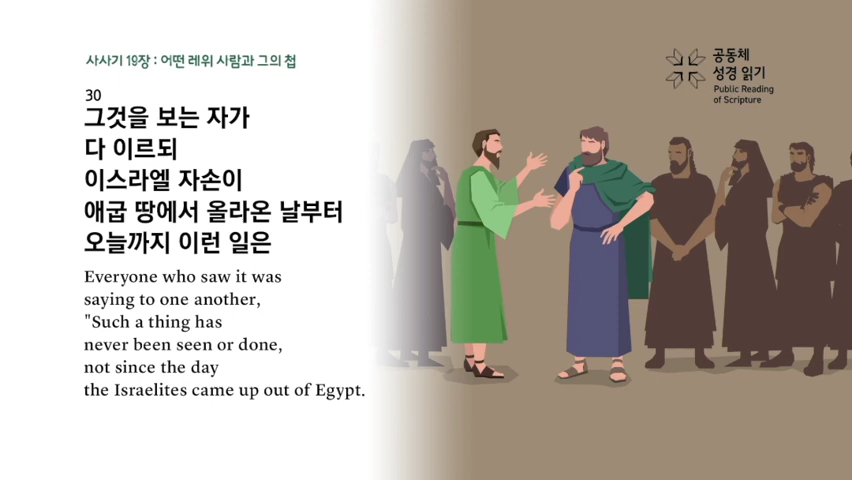 사사기 19장 : 어떤 레위 사람과 그의 첩
30
그것을 보는 자가
다 이르되
이스라엘 자손이
애굽 땅에서 올라온 날부터
오늘까지 이런 일은
Everyone who saw it was
saying to one another,
"Such a thing has
never been seen or done,
not since the day
the Israelites came up out of Egypt.
공동체
성경 읽기
Public Reading
of Scripture